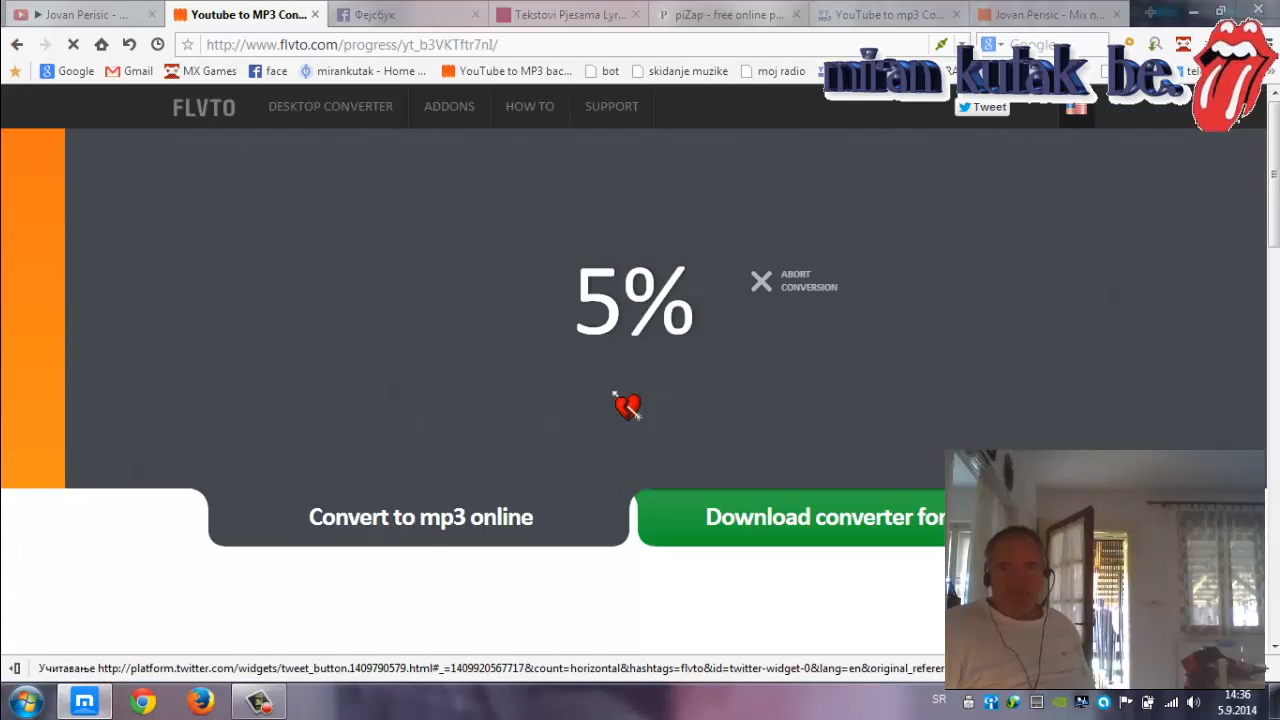 Jovan Perisic -
Youtube to MP3 Con...
Фејсбук
Tekstovi Pjesama Lyr...
piZap - free online p...
YouTube to mp3 Co...
Jovan Perisic - Mix n...
http://www.flvto.com/progress/yt_b3VKTftr7nI/
Google
Google
Gmail
MX Games
face
mirankutak - Home ...
YouTube to MP3 bac...
bot
skidanje muzike
moj radio
miran kutak be.
FLVTO
DESKTOP CONVERTER
ADDONS
HOW TO
SUPPORT
Tweet
5%
ABORT
CONVERSION
Convert to mp3 online
Download converter for
Учитавање http://platform.twitter.com/widgets/tweet_button.1409790579.html#_=1409920567717&count=horizontal&hashtags=flvto&id=twitter-widget-0&lang=en&original_referer
SR
14:36
5.9.2014